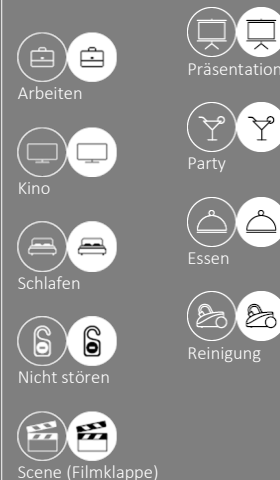 Arbeiten
Kino
Schlafen
Nicht stören
Scene (Filmklappe)
Präsentation
Party
Essen
Reinigung